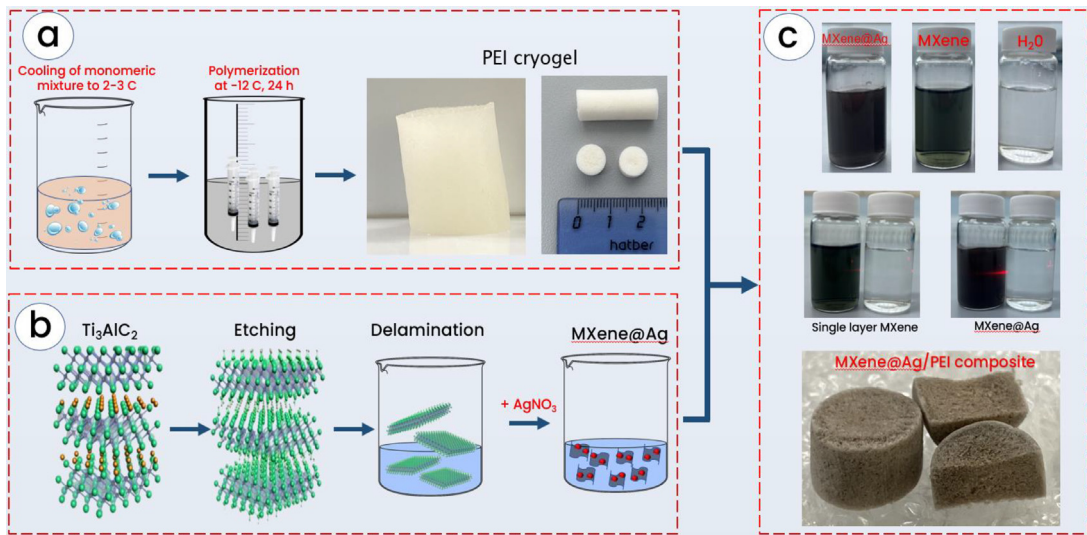 a
Cooling of monomeric
mixture to 2-3 C
Polymerization
at -12 C, 24 h
PEI cryogel
0 1 2
hatber
b
Ti₃AlC₂
Etching
Delamination
MXene@Ag
+ AgNO₃
c
MXene@Ag
MXene
H₂0
Single layer MXene
MXene@Ag
MXene@Ag/PEI composite